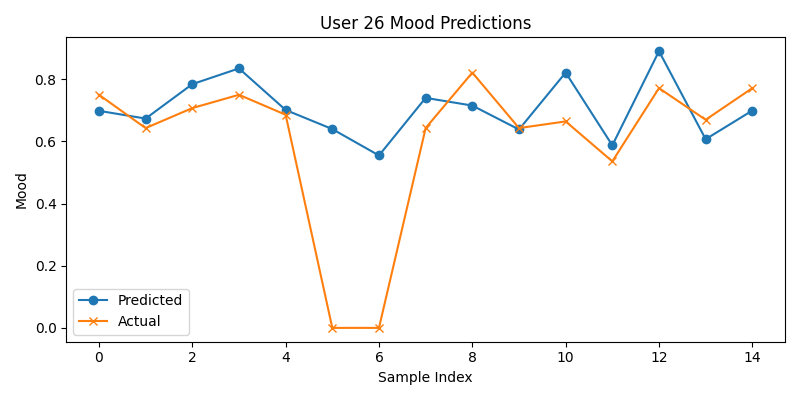 User 26 Mood Predictions
Mood
0.8
0.6
0.4
0.2
0.0
Predicted
Actual
0 2 4 6 8 10 12 14
Sample Index